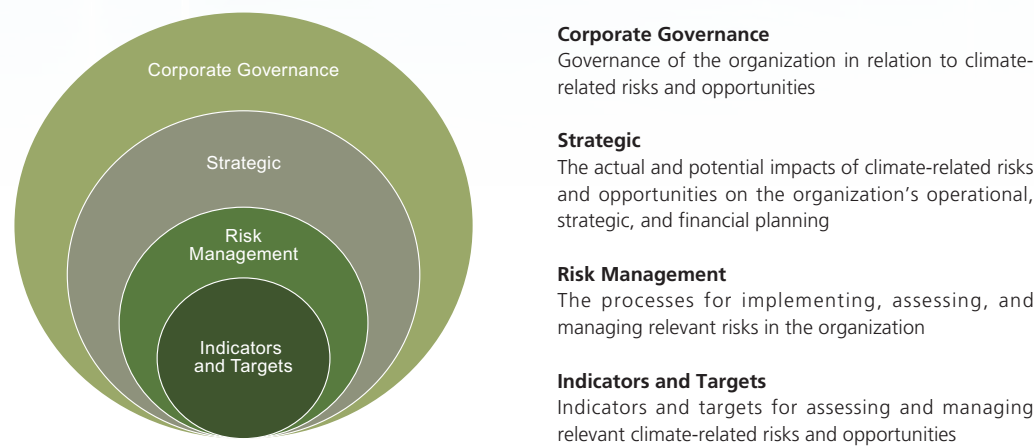 Corporate Governance
Strategic
Risk
Management
Indicators
and Targets
Corporate Governance
Governance of the organization in relation to climate-
related risks and opportunities
Strategic
The actual and potential impacts of climate-related risks
and opportunities on the organization’s operational,
strategic, and financial planning
Risk Management
The processes for implementing, assessing, and
managing relevant risks in the organization
Indicators and Targets
Indicators and targets for assessing and managing
relevant climate-related risks and opportunities